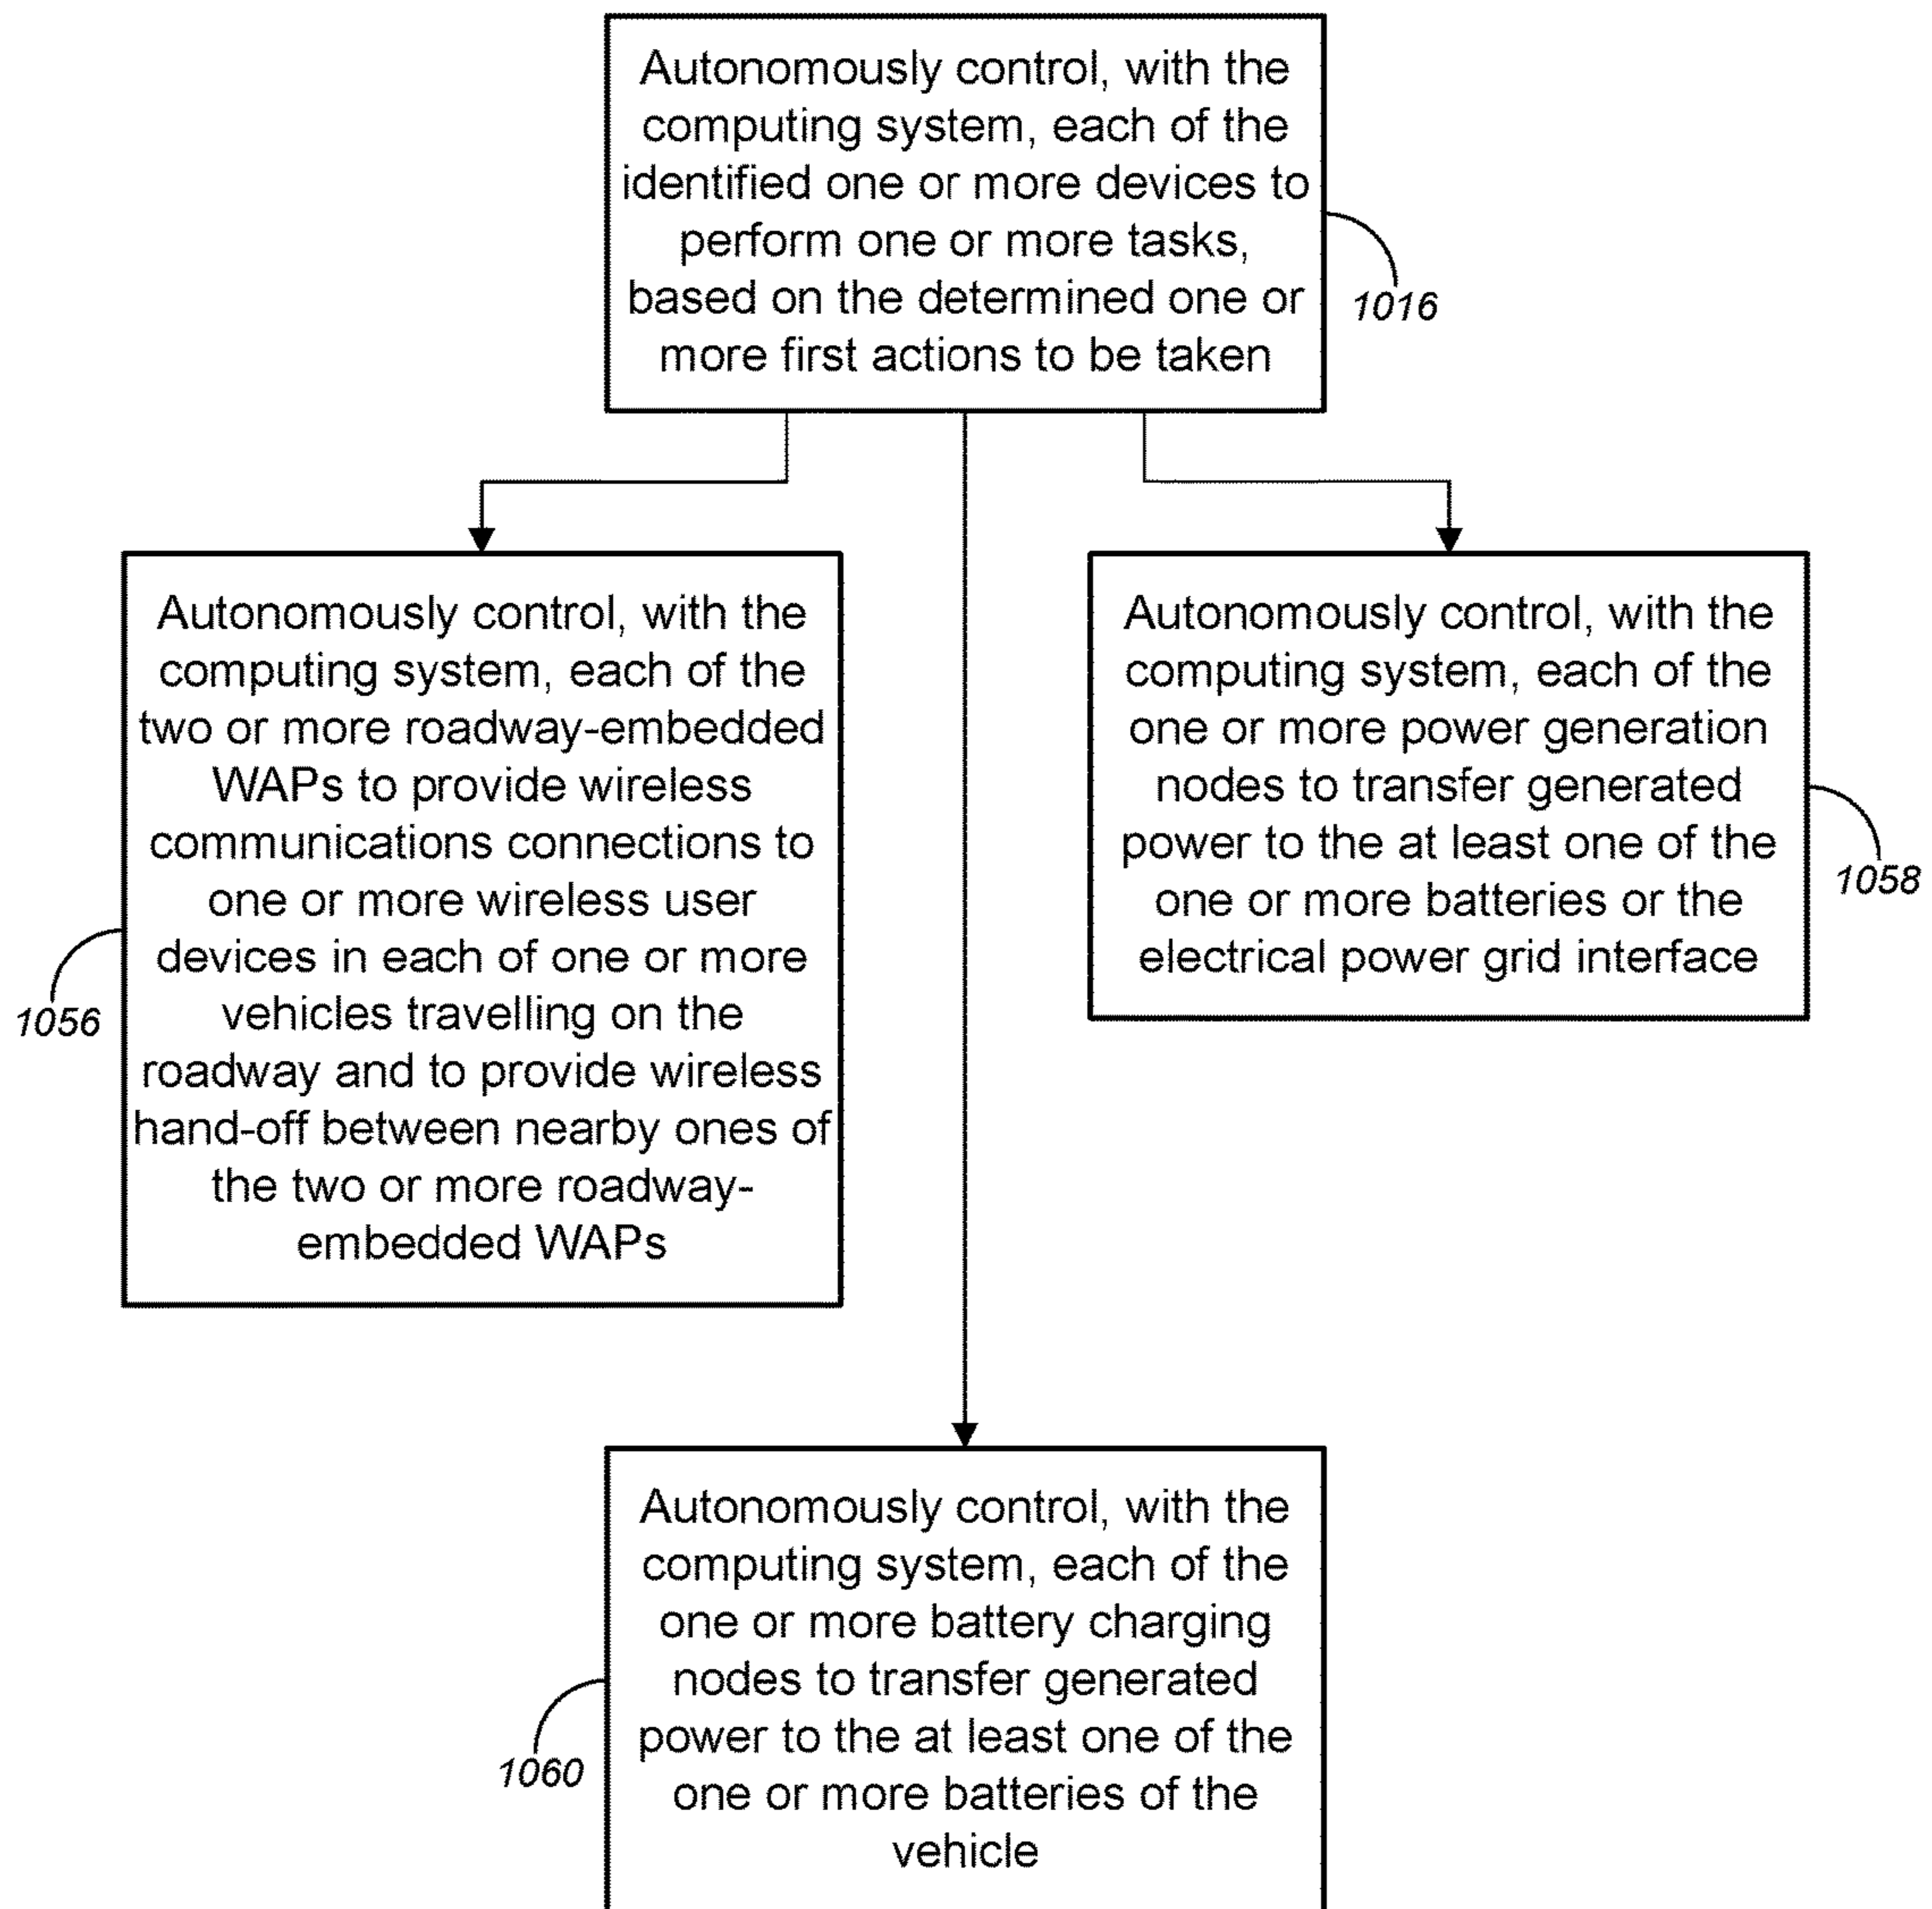 Autonomously control, with the
computing system, each of the
identified one or more devices to
perform one or more tasks,
based on the determined one or
more first actions to be taken
1016
Autonomously control, with the
computing system, each of the
two or more roadway-embedded
WAPs to provide wireless
communications connections to
one or more wireless user
devices in each of one or more
vehicles travelling on the
roadway and to provide wireless
hand-off between nearby ones of
the two or more roadway-
embedded WAPs
1056
Autonomously control, with the
computing system, each of the
one or more power generation
nodes to transfer generated
power to the at least one of the
one or more batteries or the
electrical power grid interface
1058
Autonomously control, with the
computing system, each of the
one or more battery charging
nodes to transfer generated
power to the at least one of the
one or more batteries of the
vehicle
1060